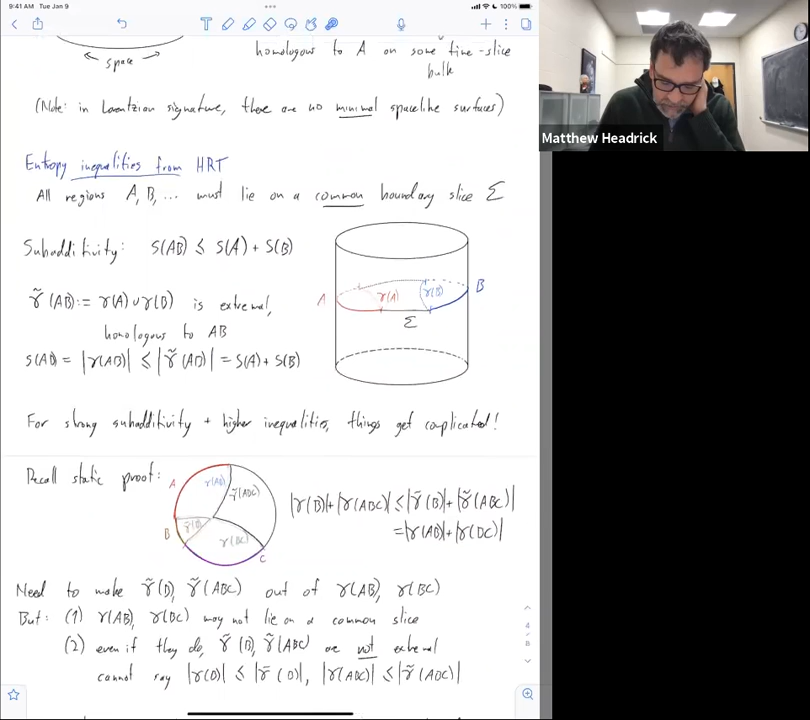 9:41 AM Tue Jan 9
100%
space
homologous to A on some time-slice
bulk
(Note: in Lorentzian signature, there are no minimal spacelike surfaces)
Entropy inequalities from HRT
All regions A, B, ... must lie on a common boundary slice Σ
Subadditivity: S(AB) ≤ S(A) + S(B)
γ̃(AB) := γ(A) ∪ γ(B) is extremal,
homologous to AB
S(AB) = |γ(AB)| ≤ |γ̃(AB)| = S(A) + S(B)
A γ(A) γ(B) B
Σ
For strong subadditivity + higher inequalities, things get complicated!
Recall static proof:
A γ(AB) γ̃(ABC)
B γ̃(B) γ(BC) C
|γ(B)| + |γ(ABC)| ≤ |γ̃(B)| + |γ̃(ABC)|
= |γ(AB)| + |γ(BC)|
Need to make γ̃(B), γ̃(ABC) out of γ(AB), γ(BC)
But: (1) γ(AB), γ(BC) may not lie on a common slice
(2) even if they do, γ̃(B), γ̃(ABC) are not extremal
cannot say |γ(B)| ≤ |γ̃(B)|, |γ(ABC)| ≤ |γ̃(ABC)|
Matthew Headrick